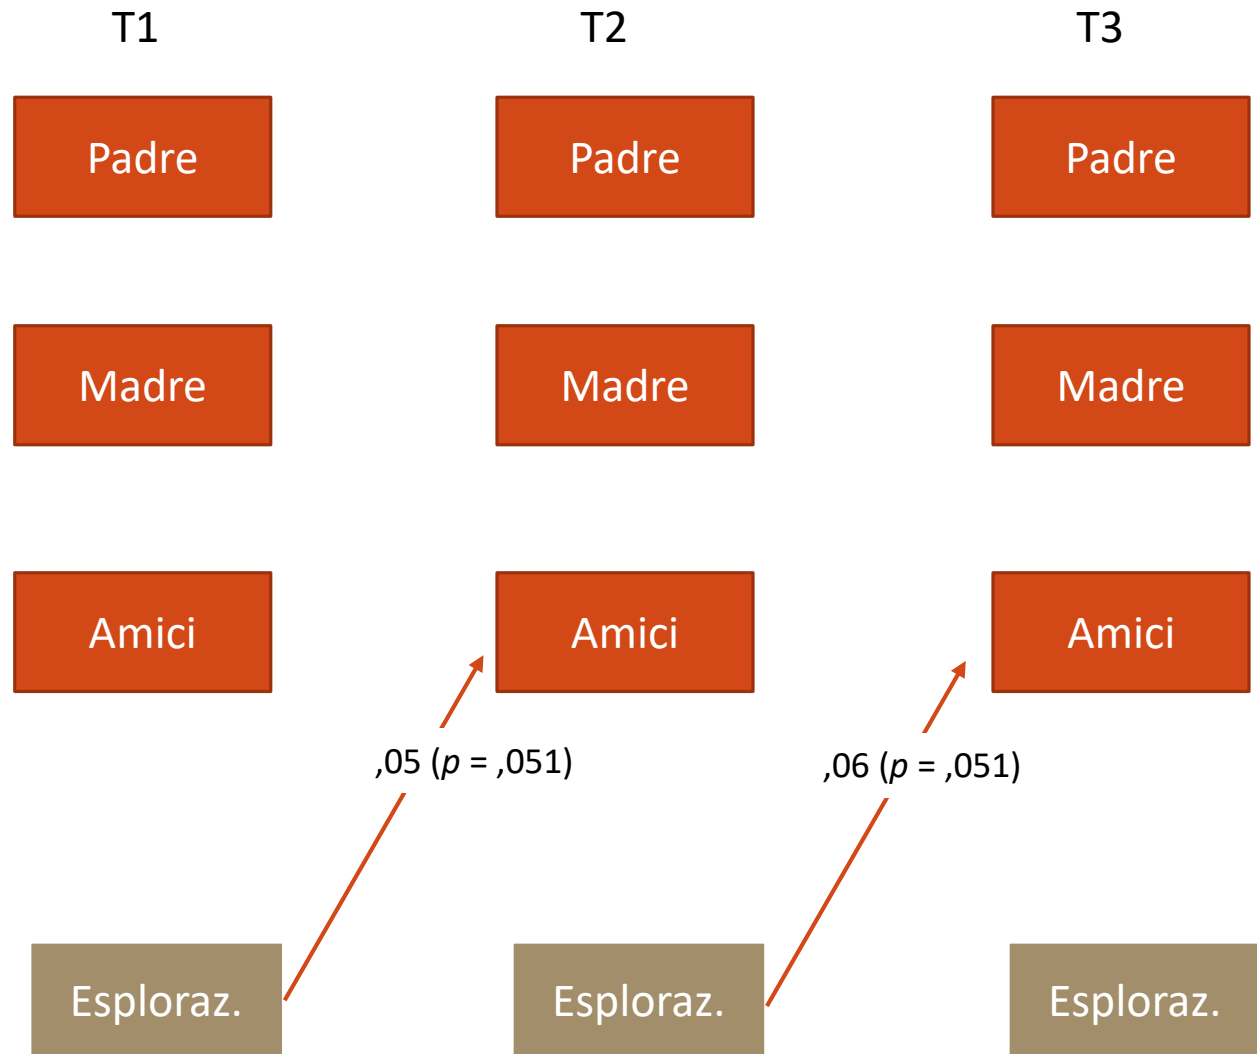 T1 T2 T3
Padre Padre Padre
Madre Madre Madre
Amici Amici Amici
,05 (p = ,051) ,06 (p = ,051)
Esploraz. Esploraz. Esploraz.